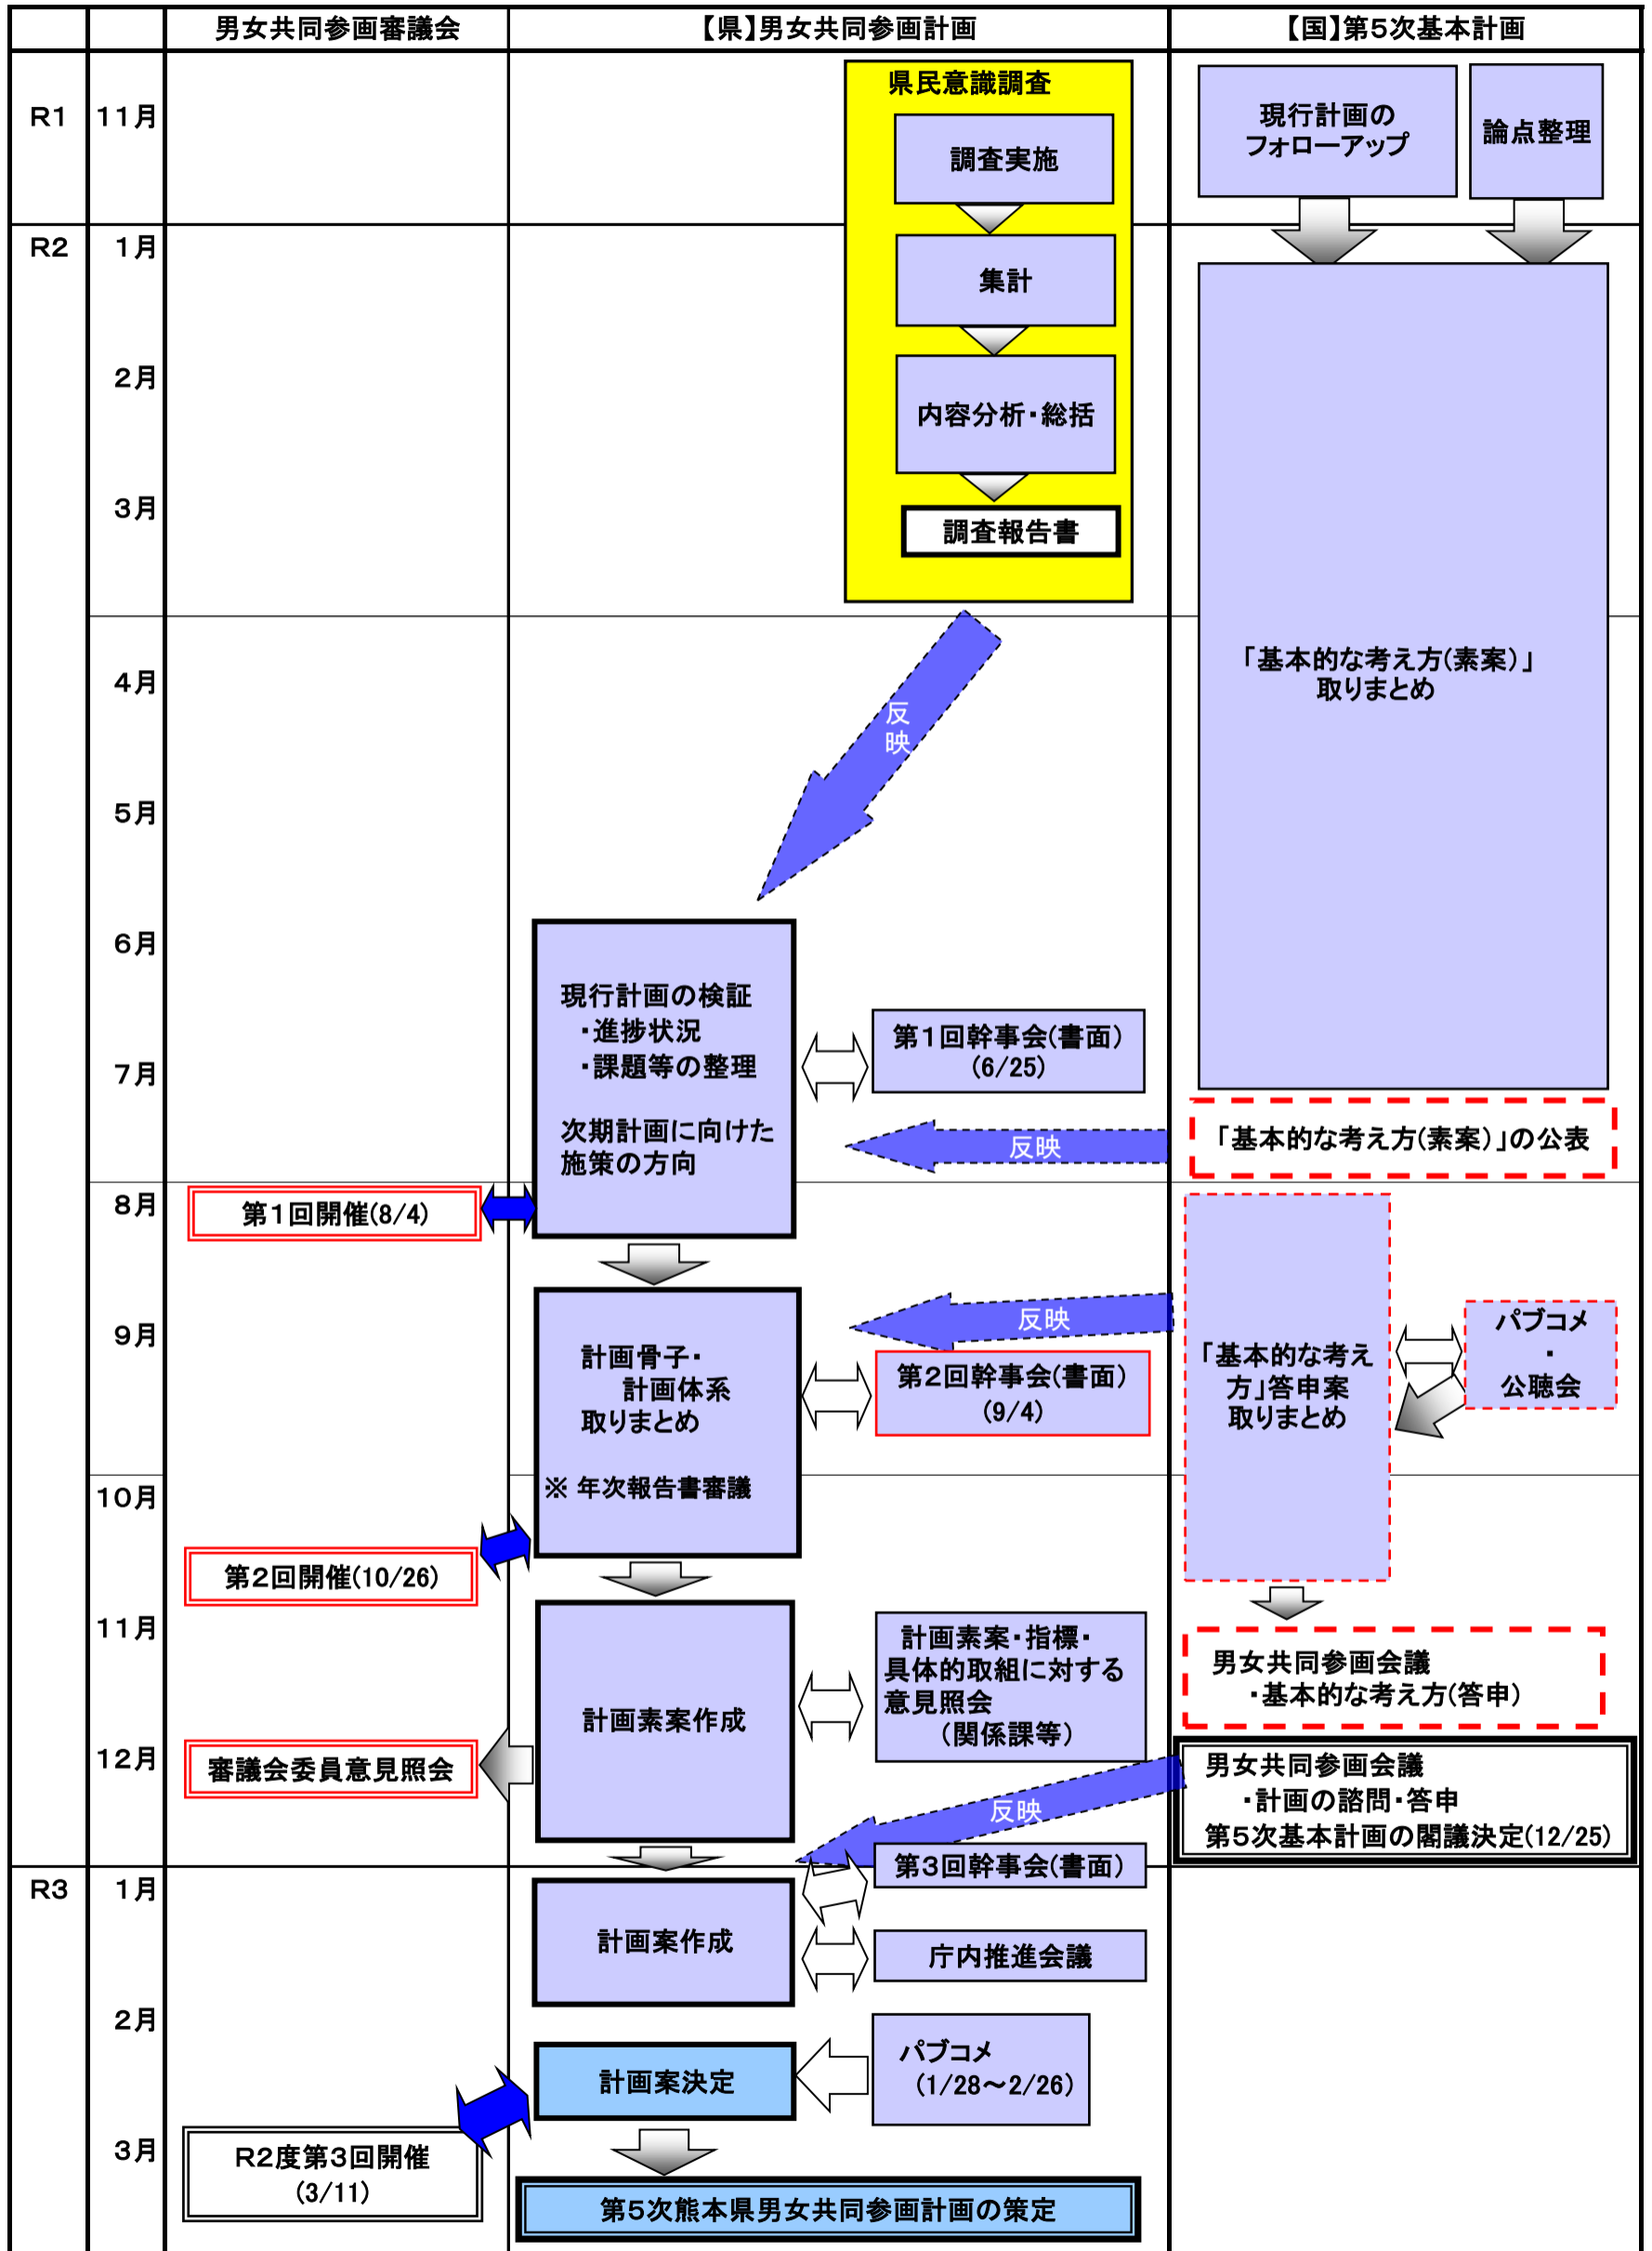 男女共同参画審議会
【県】男女共同参画計画
【国】第5次基本計画
R1
11月
県民意識調査
調査実施
現行計画の
フォローアップ
論点整理
R2
1月
集計
2月
内容分析・総括
3月
調査報告書
4月
反
映
「基本的な考え方(素案)」
取りまとめ
5月
6月
現行計画の検証
・進捗状況
・課題等の整理
次期計画に向けた
施策の方向
第1回幹事会(書面)
(6/25)
7月
反映
「基本的な考え方(素案)」の公表
8月
第1回開催(8/4)
9月
計画骨子・
計画体系
取りまとめ
※ 年次報告書審議
反映
第2回幹事会(書面)
(9/4)
「基本的な考え
方」答申案
取りまとめ
パブコメ
・
公聴会
10月
第2回開催(10/26)
11月
計画素案作成
計画素案・指標・
具体的取組に対する
意見照会
(関係課等)
男女共同参画会議
・基本的な考え方(答申)
12月
審議会委員意見照会
反映
男女共同参画会議
・計画の諮問・答申
第5次基本計画の閣議決定(12/25)
R3
1月
計画案作成
第3回幹事会(書面)
庁内推進会議
2月
計画案決定
パブコメ
(1/28～2/26)
3月
R2度第3回開催
(3/11)
第5次熊本県男女共同参画計画の策定